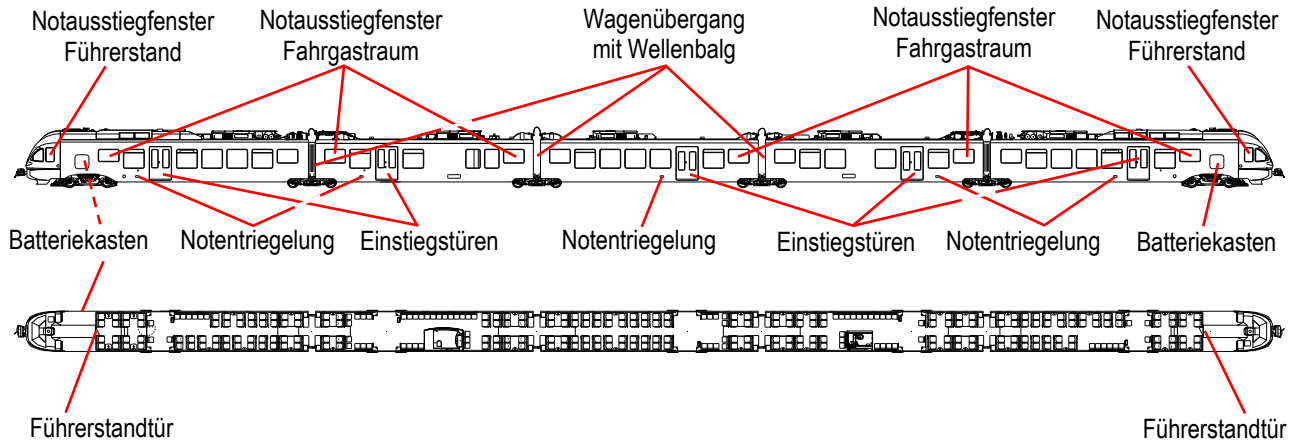 Notausstiegfenster
Führerstand
Notausstiegfenster
Fahrgastraum
Wagenübergang
mit Wellenbalg
Notausstiegfenster
Fahrgastraum
Notausstiegfenster
Führerstand
Batteriekasten
Notentriegelung
Einstiegstüren
Notentriegelung
Einstiegstüren
Notentriegelung
Batteriekasten
Führerstandtür
Führerstandtür